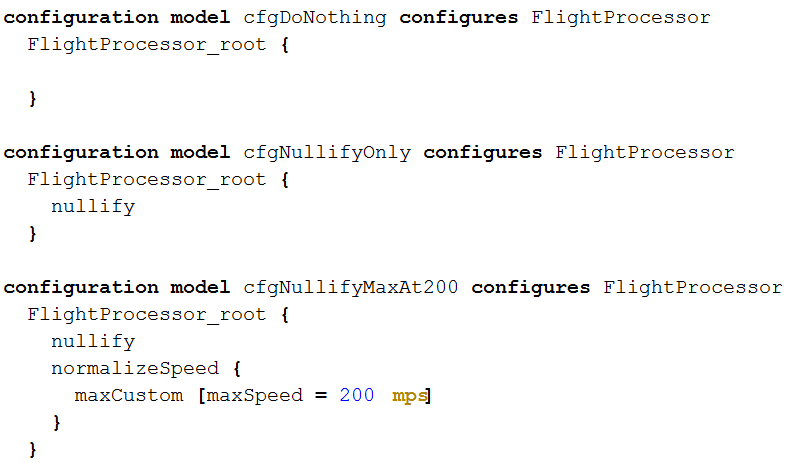 configuration model cfgDoNothing configures FlightProcessor
FlightProcessor_root {
}
configuration model cfgNullifyOnly configures FlightProcessor
FlightProcessor_root {
nullify
}
configuration model cfgNullifyMaxAt200 configures FlightProcessor
FlightProcessor_root {
nullify
normalizeSpeed {
maxCustom [maxSpeed = 200 mps]
}
}